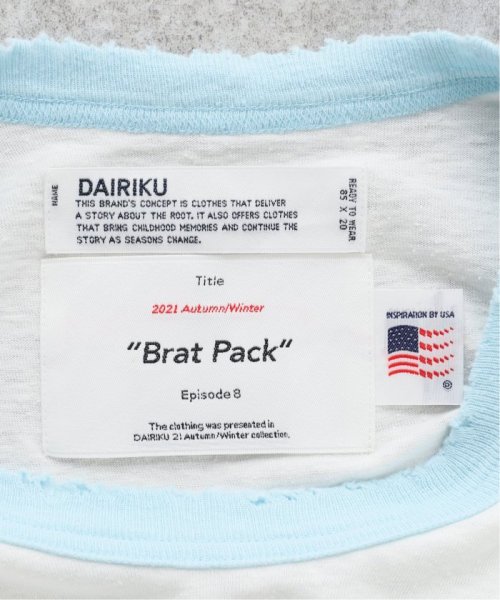 NAME
DAIRIKU
THIS BRAND'S CONCEPT IS CLOTHES THAT DELIVER
A STORY ABOUT THE ROOT. IT ALSO OFFERS CLOTHES
THAT BRING CHILDHOOD MEMORIES AND CONTINUE THE
STORY AS SEASONS CHANGE.
READY TO WEAR
85 X 20
Title
2021 Autumn/Winter
"Brat Pack"
Episode 8
The clothing was presented in
DAIRIKU 21 Autumn/Winter collection.
INSPIRATION BY USA